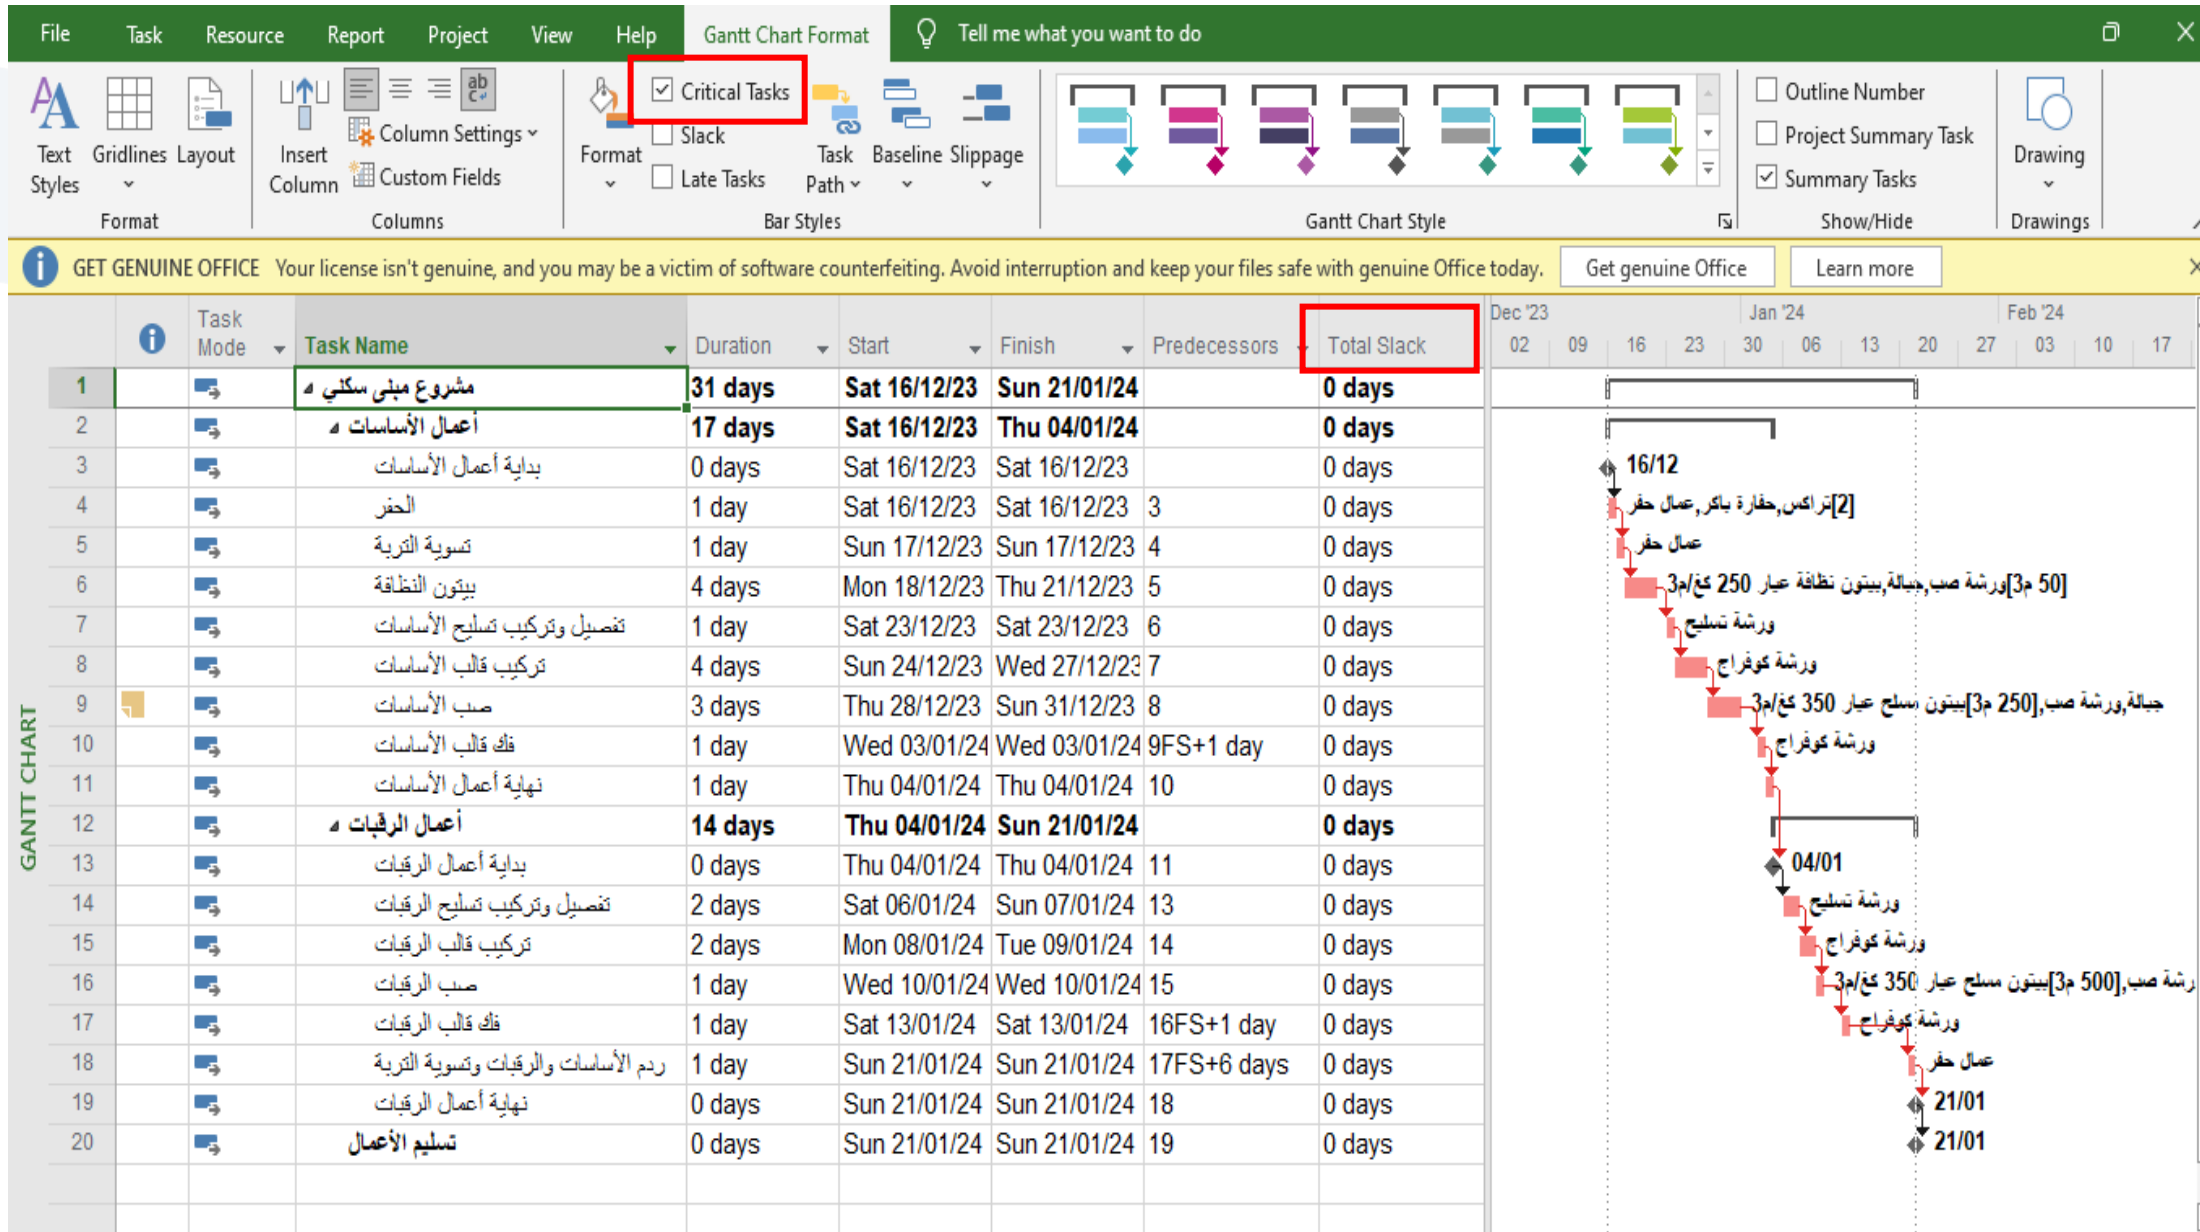 File Task Resource Report Project View Help Gantt Chart Format Tell me what you want to do
Text Styles Gridlines Layout Insert Column Column Settings Custom Fields Format Critical Tasks Slack Late Tasks Task Path Baseline Slippage Outline Number Project Summary Task Summary Tasks Drawing
Format Columns Bar Styles Gantt Chart Style Show/Hide Drawings
GET GENUINE OFFICE Your license isn't genuine, and you may be a victim of software counterfeiting. Avoid interruption and keep your files safe with genuine Office today. Get genuine Office Learn more
Dec '23 Jan '24 Feb '24
Task Mode Task Name Duration Start Finish Predecessors Total Slack 02 09 16 23 30 06 13 20 27 03 10 17
1 مشروع مبنى سكني 31 days Sat 16/12/23 Sun 21/01/24 0 days
2 أعمال الأساسات 17 days Sat 16/12/23 Thu 04/01/24 0 days
3 بداية أعمال الأساسات 0 days Sat 16/12/23 Sat 16/12/23 0 days 16/12
4 الحفر 1 day Sat 16/12/23 Sat 16/12/23 3 0 days تراكس,حفارة باكر,عمال حفر[2]
5 تسوية التربة 1 day Sun 17/12/23 Sun 17/12/23 4 0 days عمال حفر
6 بيتون النظافة 4 days Mon 18/12/23 Thu 21/12/23 5 0 days ورشة صب,جبالة,بيتون نظافة عيار 250 كغ/م3[50 م3]
7 تفصيل وتركيب تسليح الأساسات 1 day Sat 23/12/23 Sat 23/12/23 6 0 days ورشة تسليح
8 تركيب قالب الأساسات 4 days Sun 24/12/23 Wed 27/12/23 7 0 days ورشة كوفراج
9 صب الأساسات 3 days Thu 28/12/23 Sun 31/12/23 8 0 days جبالة,ورشة صب,بيتون مسلح عيار 350 كغ/م3[250 م3]
10 فك قالب الأساسات 1 day Wed 03/01/24 Wed 03/01/24 9FS+1 day 0 days ورشة كوفراج
11 نهاية أعمال الأساسات 1 day Thu 04/01/24 Thu 04/01/24 10 0 days
12 أعمال الرقبات 14 days Thu 04/01/24 Sun 21/01/24 0 days
13 بداية أعمال الرقبات 0 days Thu 04/01/24 Thu 04/01/24 11 0 days 04/01
14 تفصيل وتركيب تسليح الرقبات 2 days Sat 06/01/24 Sun 07/01/24 13 0 days ورشة تسليح
15 تركيب قالب الرقبات 2 days Mon 08/01/24 Tue 09/01/24 14 0 days ورشة كوفراج
16 صب الرقبات 1 day Wed 10/01/24 Wed 10/01/24 15 0 days صب,بيتون مسلح عيار 350 كغ/م3[500 م3]
17 فك قالب الرقبات 1 day Sat 13/01/24 Sat 13/01/24 16FS+1 day 0 days ورشة كوفراج
18 ردم الأساسات والرقبات وتسوية التربة 1 day Sun 21/01/24 Sun 21/01/24 17FS+6 days 0 days عمال حفر
19 نهاية أعمال الرقبات 0 days Sun 21/01/24 Sun 21/01/24 18 0 days 21/01
20 تسليم الأعمال 0 days Sun 21/01/24 Sun 21/01/24 19 0 days 21/01
GANTT CHART